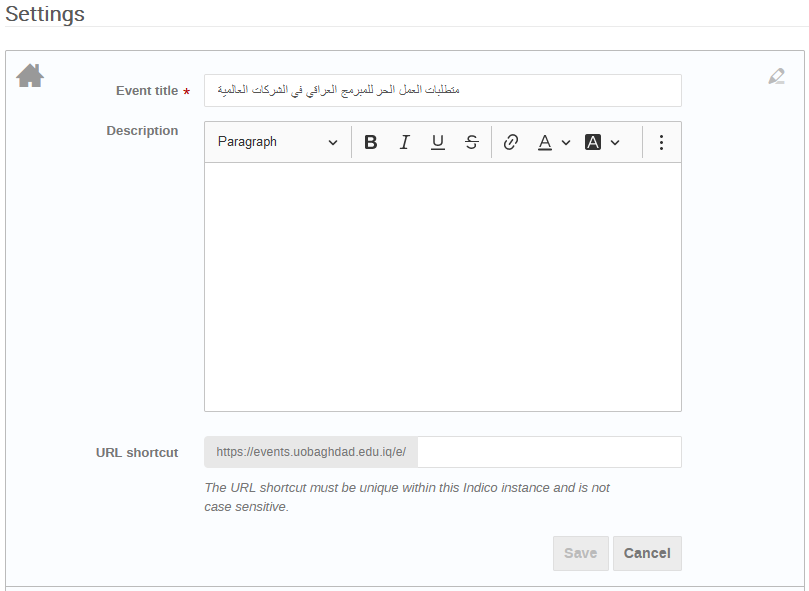 Settings
Event title *
متطلبات العمل الحر للمبرمج العراقي في الشركات العالمية
Description
Paragraph
B I U S A A
URL shortcut
https://events.uobaghdad.edu.iq/e/
The URL shortcut must be unique within this Indico instance and is not
case sensitive.
Save Cancel